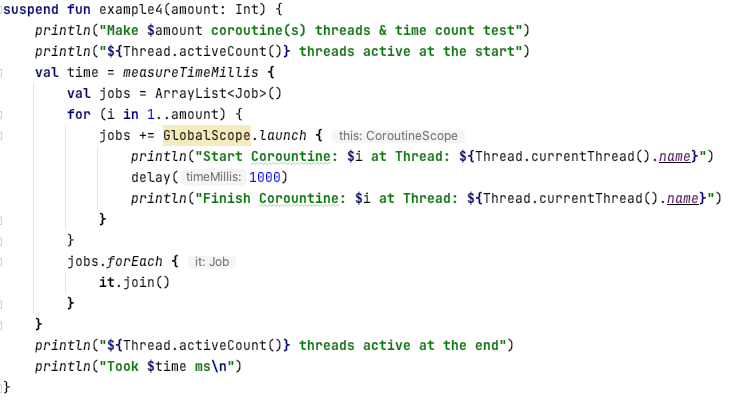 suspend fun example4(amount: Int) {
    println("Make $amount coroutine(s) threads & time count test")
    println("${Thread.activeCount()} threads active at the start")
    val time = measureTimeMillis {
        val jobs = ArrayList<Job>()
        for (i in 1..amount) {
            jobs += GlobalScope.launch { this: CoroutineScope
                println("Start Corountine: $i at Thread: ${Thread.currentThread().name}")
                delay( timeMillis: 1000)
                println("Finish Corountine: $i at Thread: ${Thread.currentThread().name}")
            }
        }
        jobs.forEach { it: Job
            it.join()
        }
    }
    println("${Thread.activeCount()} threads active at the end")
    println("Took $time ms\n")
}